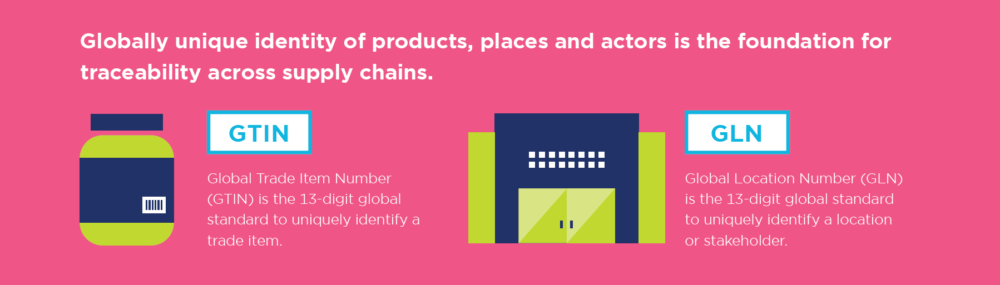 Globally unique identity of products, places and actors is the foundation for
traceability across supply chains.
GTIN
Global Trade Item Number
(GTIN) is the 13-digit global
standard to uniquely identify a
trade item.
GLN
Global Location Number (GLN)
is the 13-digit global standard
to uniquely identify a location
or stakeholder.